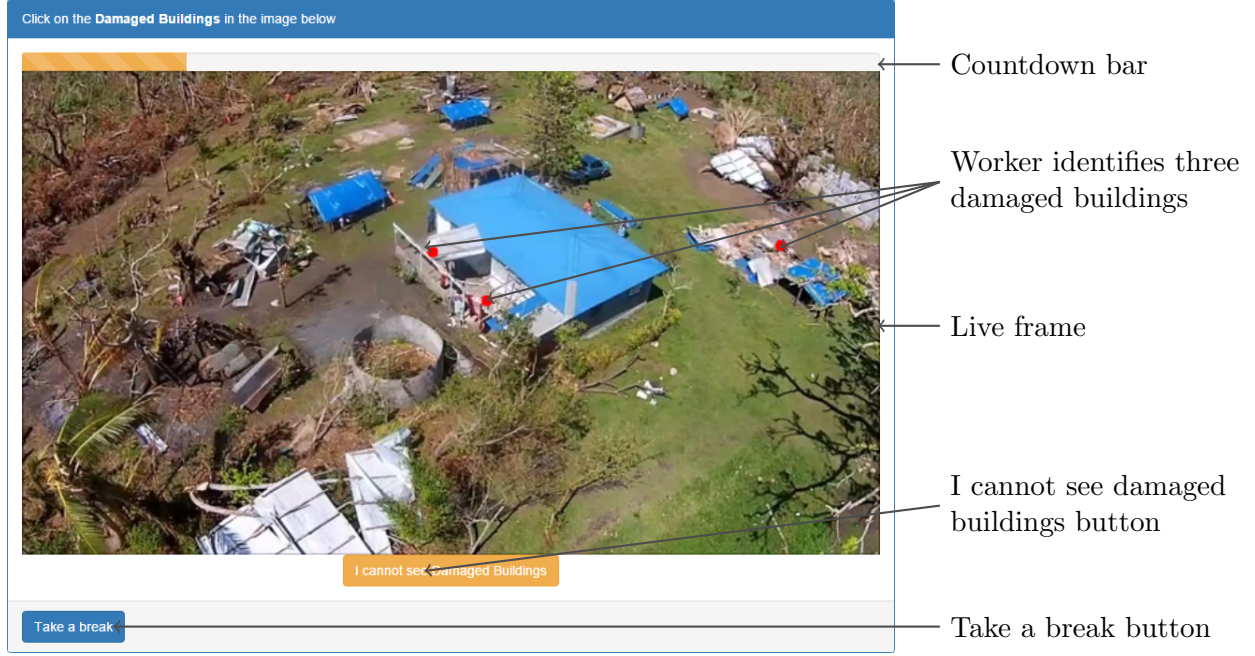 Click on the Damaged Buildings in the image below
Countdown bar
Worker identifies three
damaged buildings
Live frame
I cannot see damaged
buildings button
I cannot see Damaged Buildings
Take a break
Take a break button